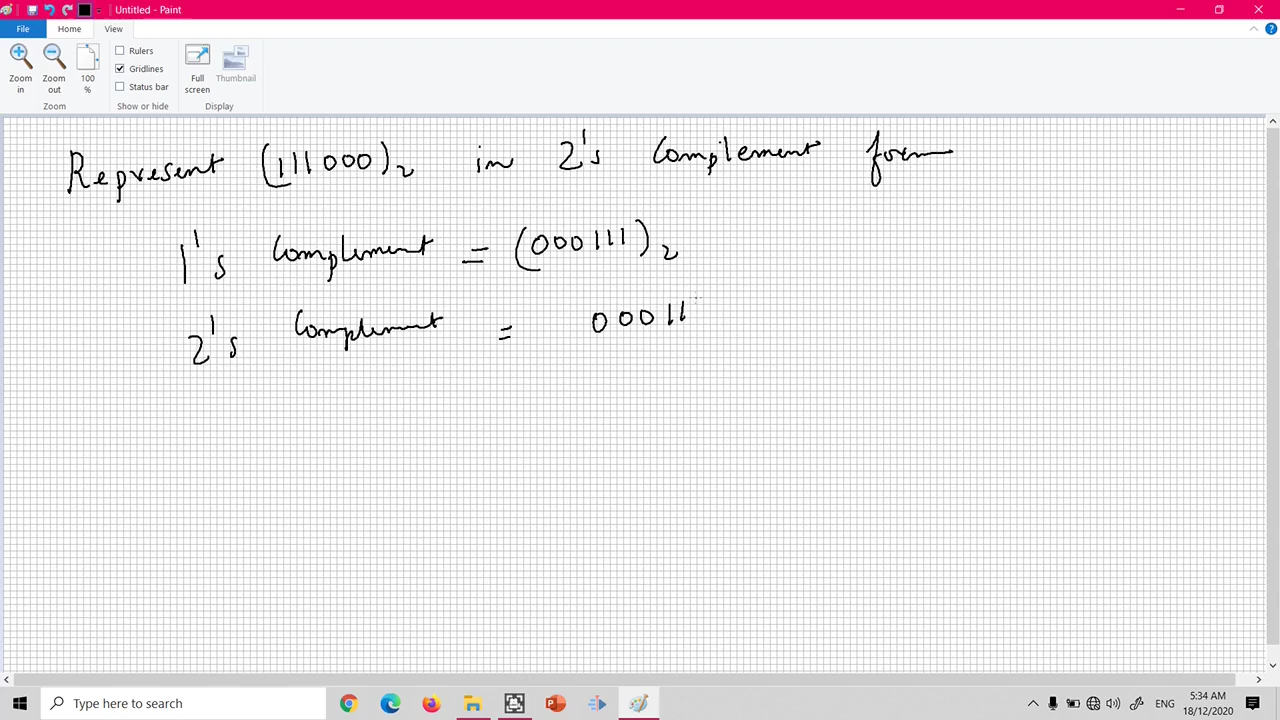 Untitled - Paint
File Home View
Zoom in
Zoom out
100 %
Rulers
Gridlines
Status bar
Full screen
Thumbnail
Zoom
Show or hide
Display
Represent (111000)₂ in 2's complement form
1's complement = (000111)₂
2's complement = 00011
Type here to search
ENG
5:34 AM
18/12/2020